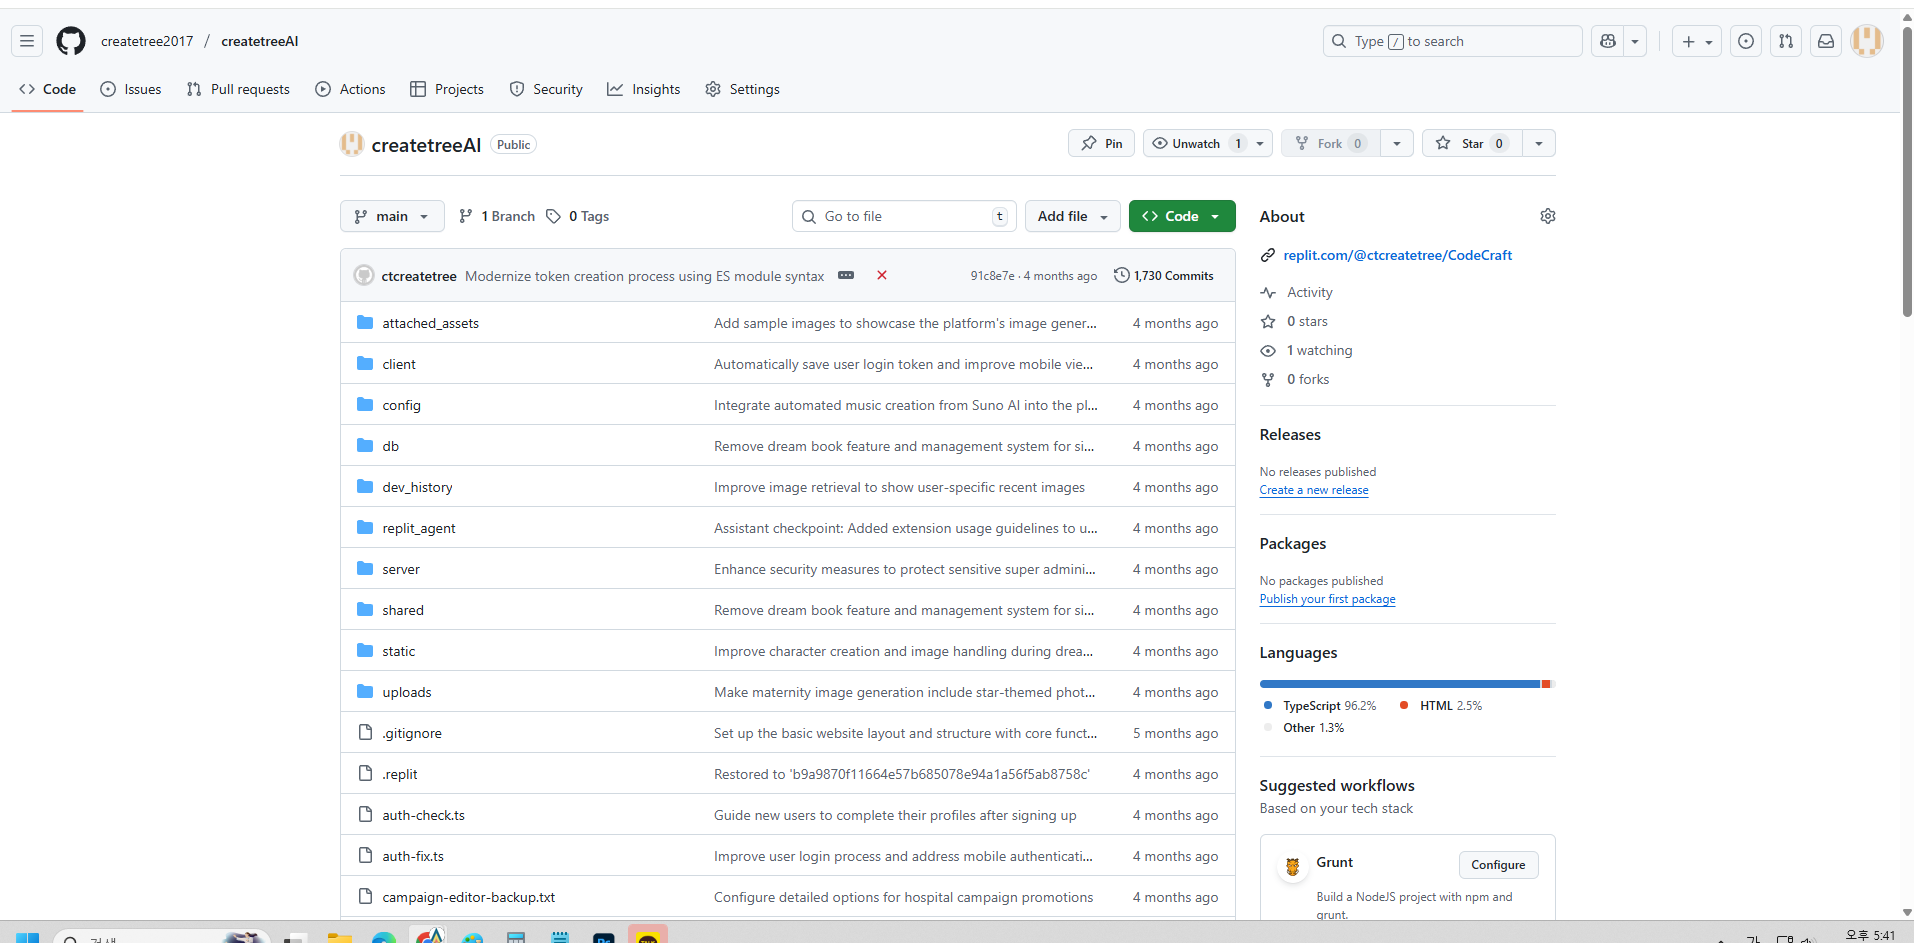 createtree2017 / createtreeAI
Type / to search
Code Issues Pull requests Actions Projects Security Insights Settings
createtreeAI Public
Pin Unwatch 1 Fork 0 Star 0
main 1 Branch 0 Tags Go to file t Add file Code
ctcreatetree Modernize token creation process using ES module syntax 91c8e7e · 4 months ago 1,730 Commits
attached_assets Add sample images to showcase the platform's image gener... 4 months ago
client Automatically save user login token and improve mobile vie... 4 months ago
config Integrate automated music creation from Suno AI into the pl... 4 months ago
db Remove dream book feature and management system for si... 4 months ago
dev_history Improve image retrieval to show user-specific recent images 4 months ago
replit_agent Assistant checkpoint: Added extension usage guidelines to u... 4 months ago
server Enhance security measures to protect sensitive super admini... 4 months ago
shared Remove dream book feature and management system for si... 4 months ago
static Improve character creation and image handling during drea... 4 months ago
uploads Make maternity image generation include star-themed phot... 4 months ago
.gitignore Set up the basic website layout and structure with core funct... 5 months ago
.replit Restored to 'b9a9870f11664e57b685078e94a1a56f5ab8758c' 4 months ago
auth-check.ts Guide new users to complete their profiles after signing up 4 months ago
auth-fix.ts Improve user login process and address mobile authenticati... 4 months ago
campaign-editor-backup.txt Configure detailed options for hospital campaign promotions 4 months ago
About
replit.com/@ctcreatetree/CodeCraft
Activity
0 stars
1 watching
0 forks
Releases
No releases published
Create a new release
Packages
No packages published
Publish your first package
Languages
TypeScript 96.2% HTML 2.5%
Other 1.3%
Suggested workflows
Based on your tech stack
Grunt Configure
Build a NodeJS project with npm and
grunt.
오후 5:41